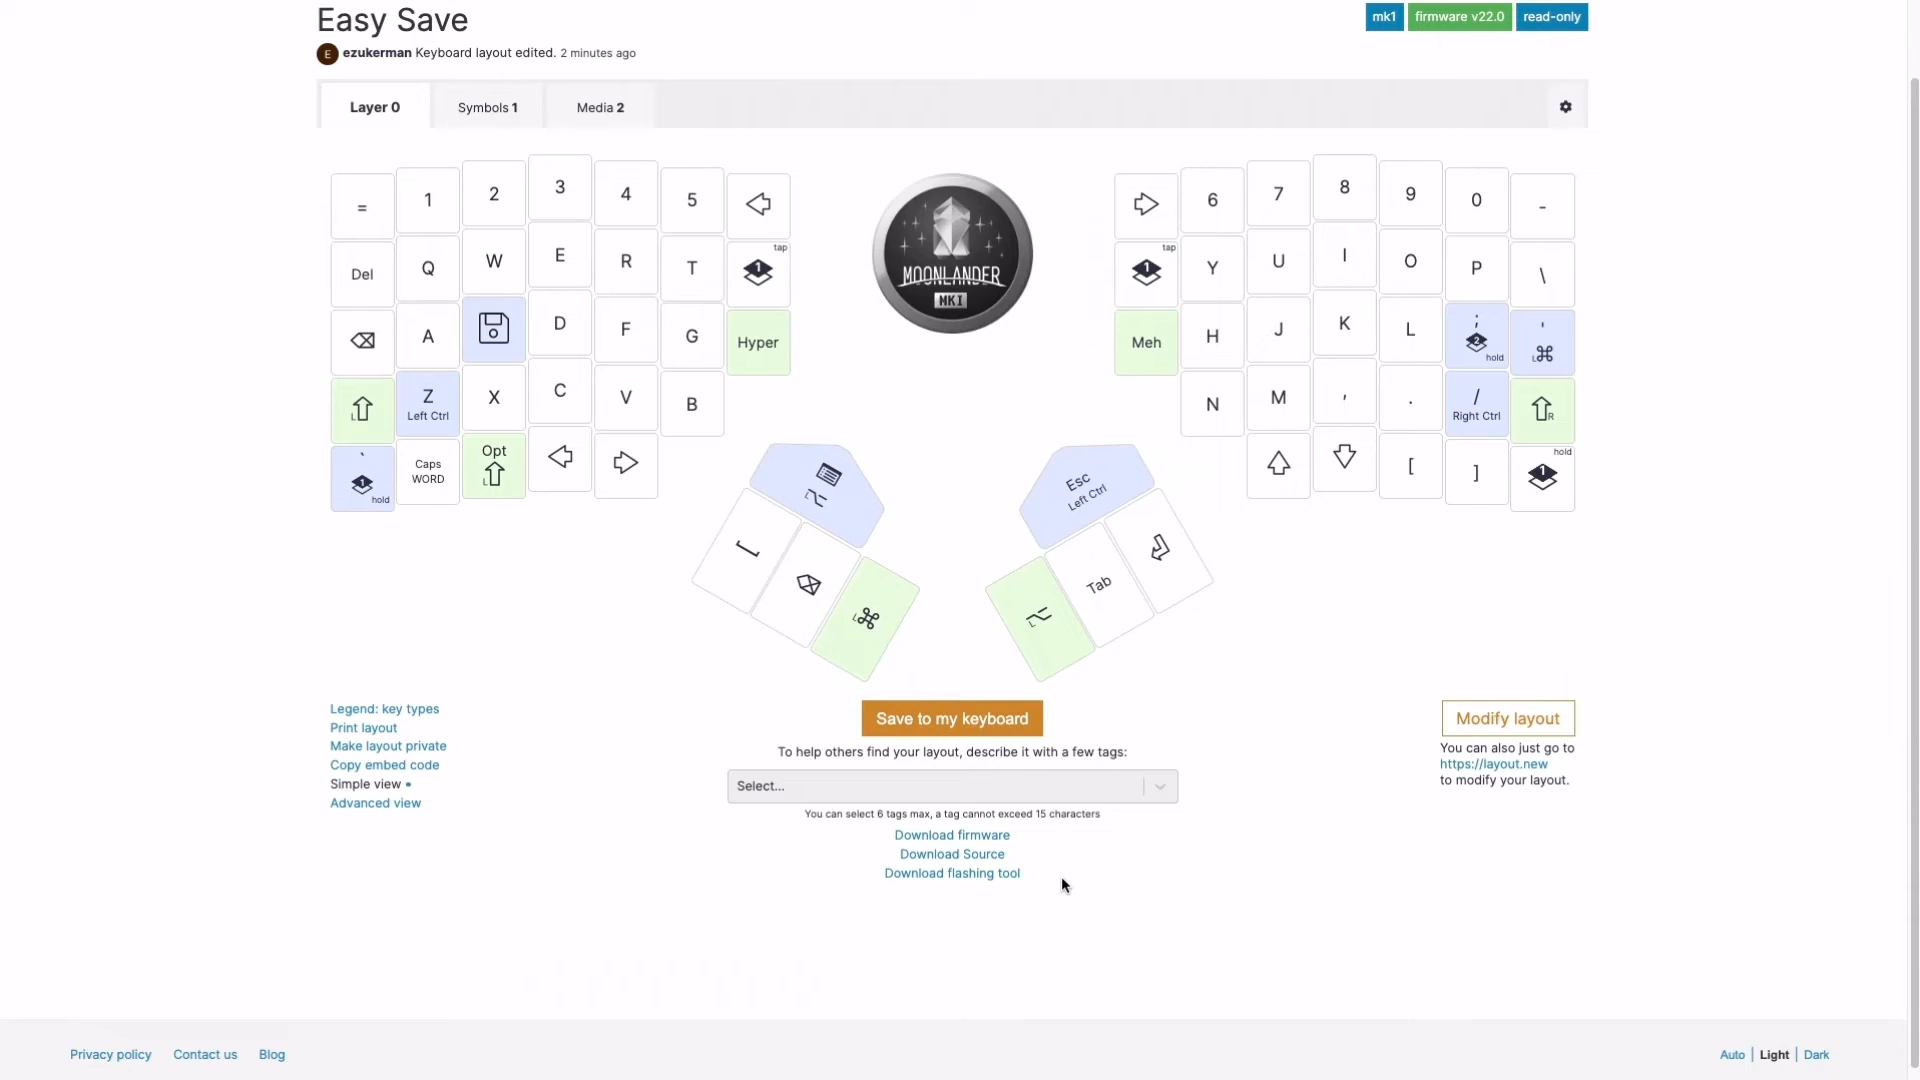 Easy Save
mk1 firmware v22.0 read-only
E ezukerman Keyboard layout edited. 2 minutes ago
Layer 0 Symbols 1 Media 2
= 1 2 3 4 5
6 7 8 9 0 -
Del Q W E R T tap 1
tap 1 Y U I O P \
A D F G Hyper
Meh H J K L ; 2 hold ' L
L Z Left Ctrl X C V B
N M , . / Right Ctrl R
` 1 hold Caps WORD Opt L
[ ] hold 1
L
Esc Left Ctrl
L
L Tab
MOONLANDER
MK1
Legend: key types
Print layout
Make layout private
Copy embed code
Simple view •
Advanced view
Save to my keyboard
To help others find your layout, describe it with a few tags:
Select...
You can select 6 tags max, a tag cannot exceed 15 characters
Download firmware
Download Source
Download flashing tool
Modify layout
You can also just go to
https://layout.new
to modify your layout.
Privacy policy Contact us Blog
Auto | Light | Dark